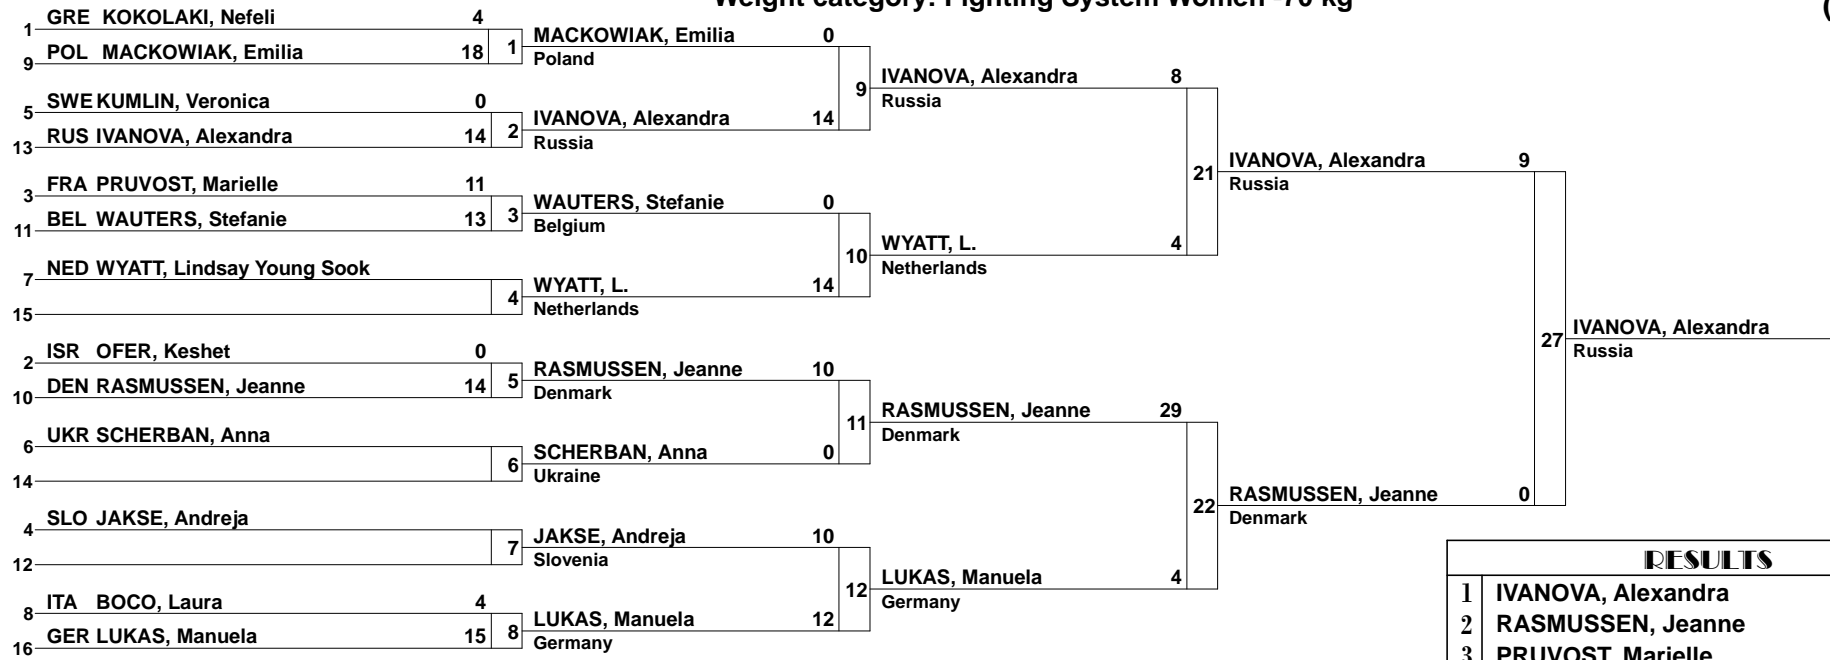 Weight category: Fighting System Women -70 kg
(
1 GRE KOKOLAKI, Nefeli 4
9 POL MACKOWIAK, Emilia 18
1
5 SWE KUMLIN, Veronica 0
13 RUS IVANOVA, Alexandra 14
2
3 FRA PRUVOST, Marielle 11
11 BEL WAUTERS, Stefanie 13
3
7 NED WYATT, Lindsay Young Sook
15
4
2 ISR OFER, Keshet 0
10 DEN RASMUSSEN, Jeanne 14
5
6 UKR SCHERBAN, Anna
14
6
4 SLO JAKSE, Andreja
12
7
8 ITA BOCO, Laura 4
16 GER LUKAS, Manuela 15
8
MACKOWIAK, Emilia 0
Poland
9
IVANOVA, Alexandra 14
Russia
WAUTERS, Stefanie 0
Belgium
10
WYATT, L. 14
Netherlands
RASMUSSEN, Jeanne 10
Denmark
11
SCHERBAN, Anna 0
Ukraine
JAKSE, Andreja 10
Slovenia
12
LUKAS, Manuela 12
Germany
IVANOVA, Alexandra 8
Russia
21
WYATT, L. 4
Netherlands
RASMUSSEN, Jeanne 29
Denmark
22
LUKAS, Manuela 4
Germany
IVANOVA, Alexandra 9
Russia
27
RASMUSSEN, Jeanne 0
Denmark
IVANOVA, Alexandra
Russia
RESULTS
1 IVANOVA, Alexandra
2 RASMUSSEN, Jeanne
3 PRUVOST, Marielle